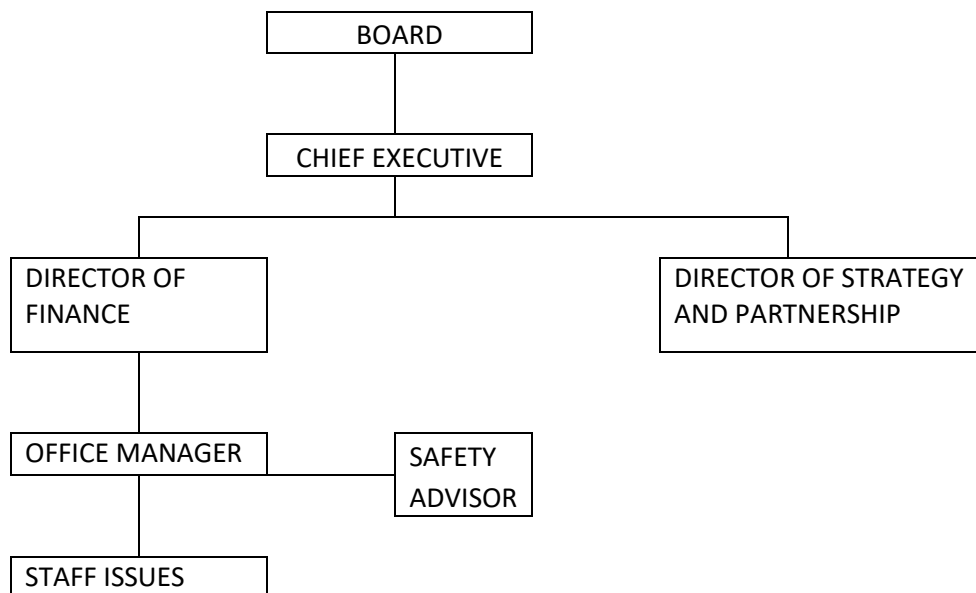 BOARD
CHIEF EXECUTIVE
DIRECTOR OF
FINANCE
DIRECTOR OF STRATEGY
AND PARTNERSHIP
OFFICE MANAGER
SAFETY
ADVISOR
STAFF ISSUES